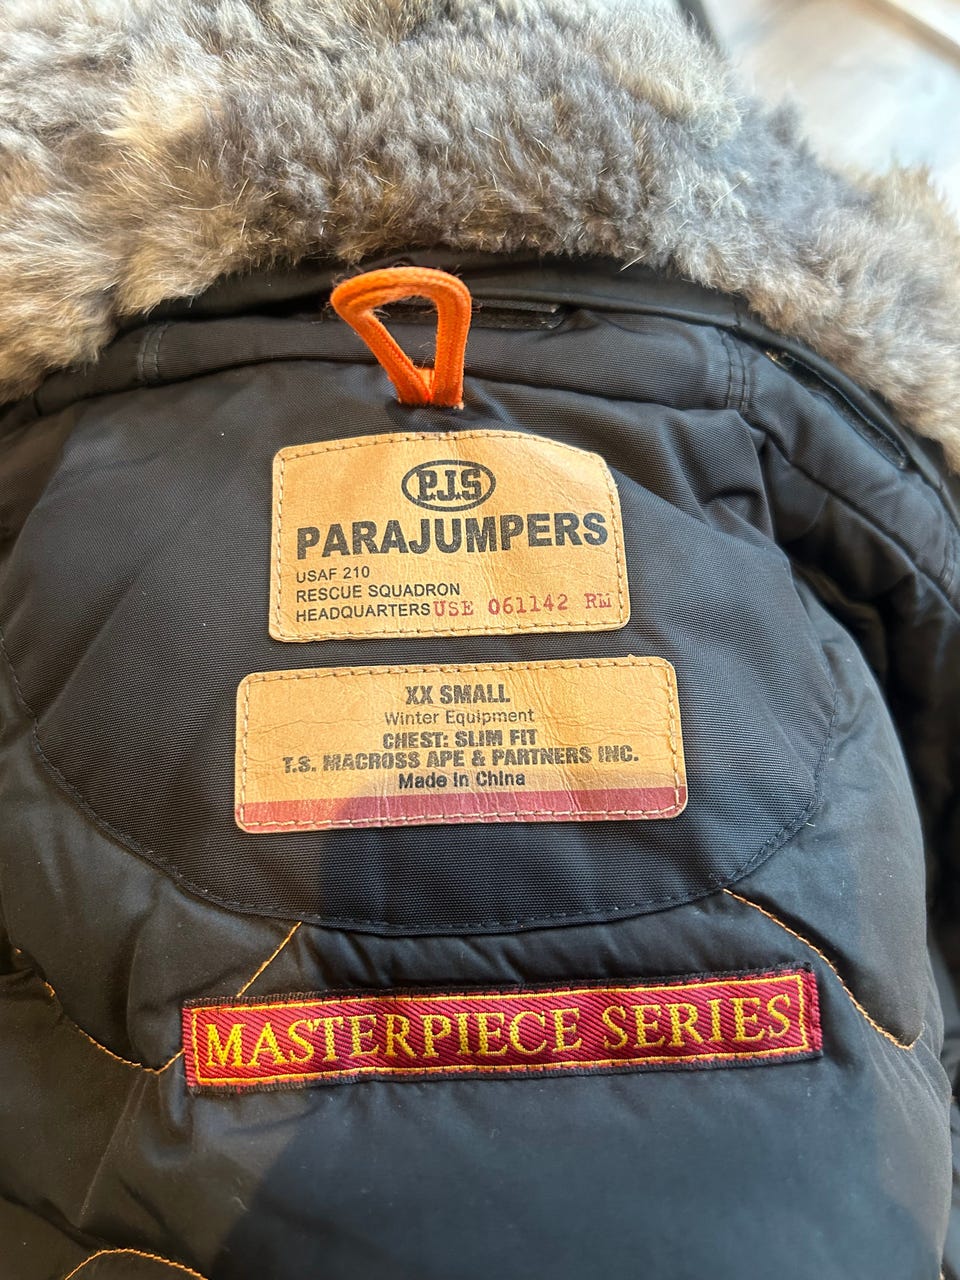 P.J.S
PARAJUMPERS
USAF 210
RESCUE SQUADRON
HEADQUARTERS USE 061142 RM
XX SMALL
Winter Equipment
CHEST: SLIM FIT
T.S. MACROSS APE & PARTNERS INC.
Made in China
MASTERPIECE SERIES